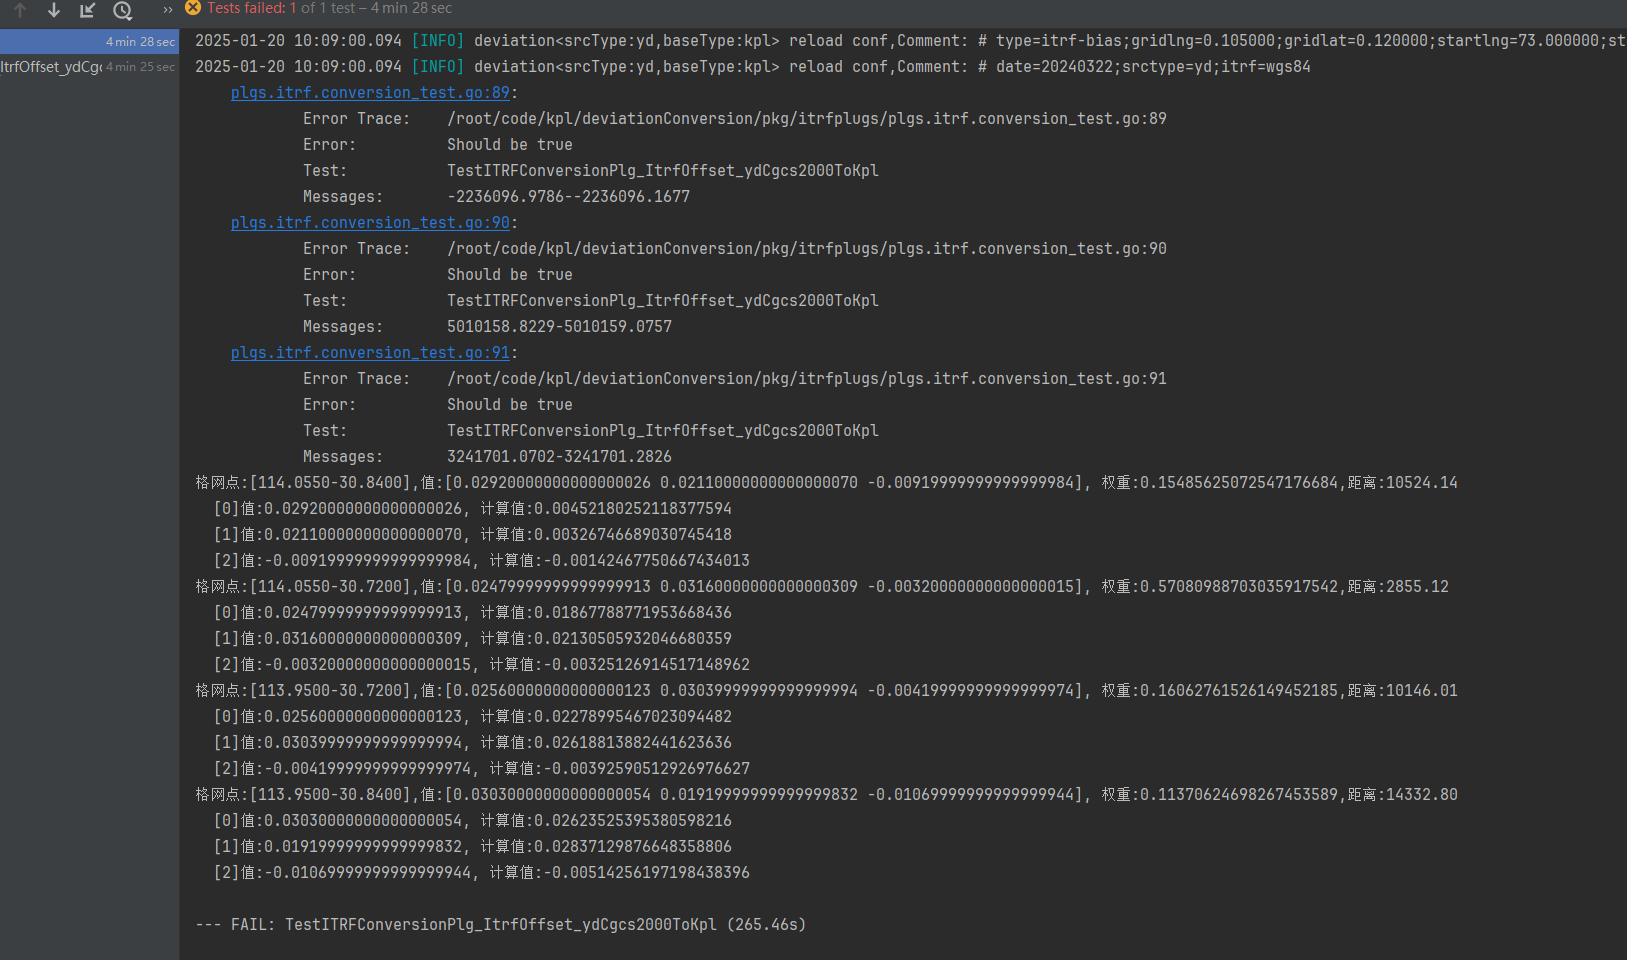 Tests failed: 1 of 1 test – 4 min 28 sec
4 min 28 sec
2025-01-20 10:09:00.094 [INFO] deviation<srcType:yd,baseType:kpl> reload conf,Comment: # type=itrf-bias;gridlng=0.105000;gridlat=0.120000;startlng=73.000000;st
ItrfOffset_ydCgc 4 min 25 sec
2025-01-20 10:09:00.094 [INFO] deviation<srcType:yd,baseType:kpl> reload conf,Comment: # date=20240322;srctype=yd;itrf=wgs84
plgs.itrf.conversion_test.go:89:
Error Trace: /root/code/kpl/deviationConversion/pkg/itrfplugs/plgs.itrf.conversion_test.go:89
Error: Should be true
Test: TestITRFConversionPlg_ItrfOffset_ydCgcs2000ToKpl
Messages: -2236096.9786--2236096.1677
plgs.itrf.conversion_test.go:90:
Error Trace: /root/code/kpl/deviationConversion/pkg/itrfplugs/plgs.itrf.conversion_test.go:90
Error: Should be true
Test: TestITRFConversionPlg_ItrfOffset_ydCgcs2000ToKpl
Messages: 5010158.8229-5010159.0757
plgs.itrf.conversion_test.go:91:
Error Trace: /root/code/kpl/deviationConversion/pkg/itrfplugs/plgs.itrf.conversion_test.go:91
Error: Should be true
Test: TestITRFConversionPlg_ItrfOffset_ydCgcs2000ToKpl
Messages: 3241701.0702-3241701.2826
格网点:[114.0550-30.8400],值:[0.02920000000000000026 0.02110000000000000070 -0.00919999999999999984], 权重:0.15485625072547176684,距离:10524.14
[0]值:0.02920000000000000026, 计算值:0.00452180252118377594
[1]值:0.02110000000000000070, 计算值:0.00326746689030745418
[2]值:-0.00919999999999999984, 计算值:-0.00142467750667434013
格网点:[114.0550-30.7200],值:[0.02479999999999999913 0.03160000000000000309 -0.00320000000000000015], 权重:0.57080988703035917542,距离:2855.12
[0]值:0.02479999999999999913, 计算值:0.01867788771953668436
[1]值:0.03160000000000000309, 计算值:0.02130505932046680359
[2]值:-0.00320000000000000015, 计算值:-0.00325126914517148962
格网点:[113.9500-30.7200],值:[0.02560000000000000123 0.03039999999999999994 -0.00419999999999999974], 权重:0.16062761526149452185,距离:10146.01
[0]值:0.02560000000000000123, 计算值:0.02278995467023094482
[1]值:0.03039999999999999994, 计算值:0.02618813882441623636
[2]值:-0.00419999999999999974, 计算值:-0.00392590512926976627
格网点:[113.9500-30.8400],值:[0.03030000000000000054 0.01919999999999999832 -0.01069999999999999944], 权重:0.11370624698267453589,距离:14332.80
[0]值:0.03030000000000000054, 计算值:0.02623525395380598216
[1]值:0.01919999999999999832, 计算值:0.02837129876648358806
[2]值:-0.01069999999999999944, 计算值:-0.00514256197198438396
--- FAIL: TestITRFConversionPlg_ItrfOffset_ydCgcs2000ToKpl (265.46s)